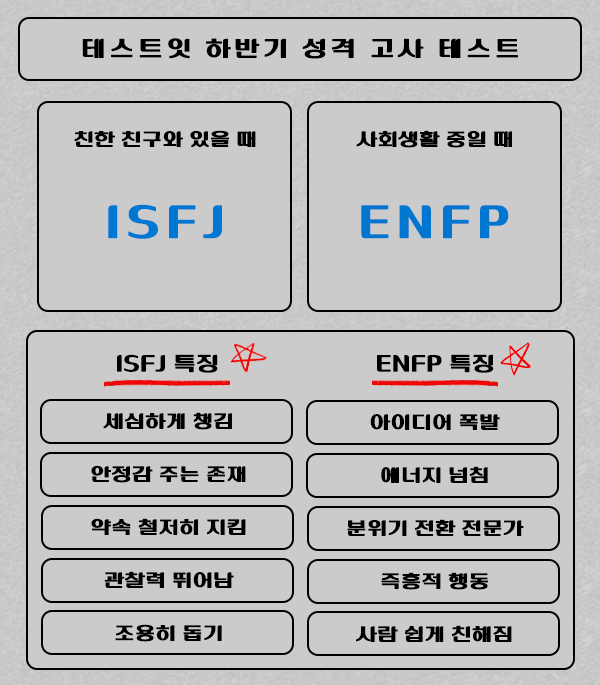 테스트잇 하반기 성격 고사 테스트
친한 친구와 있을 때
ISFJ
사회생활 중일 때
ENFP
ISFJ 특징
세심하게 챙김
안정감 주는 존재
약속 철저히 지킴
관찰력 뛰어남
조용히 돕기
ENFP 특징
아이디어 폭발
에너지 넘침
분위기 전환 전문가
즉흥적 행동
사람 쉽게 친해짐